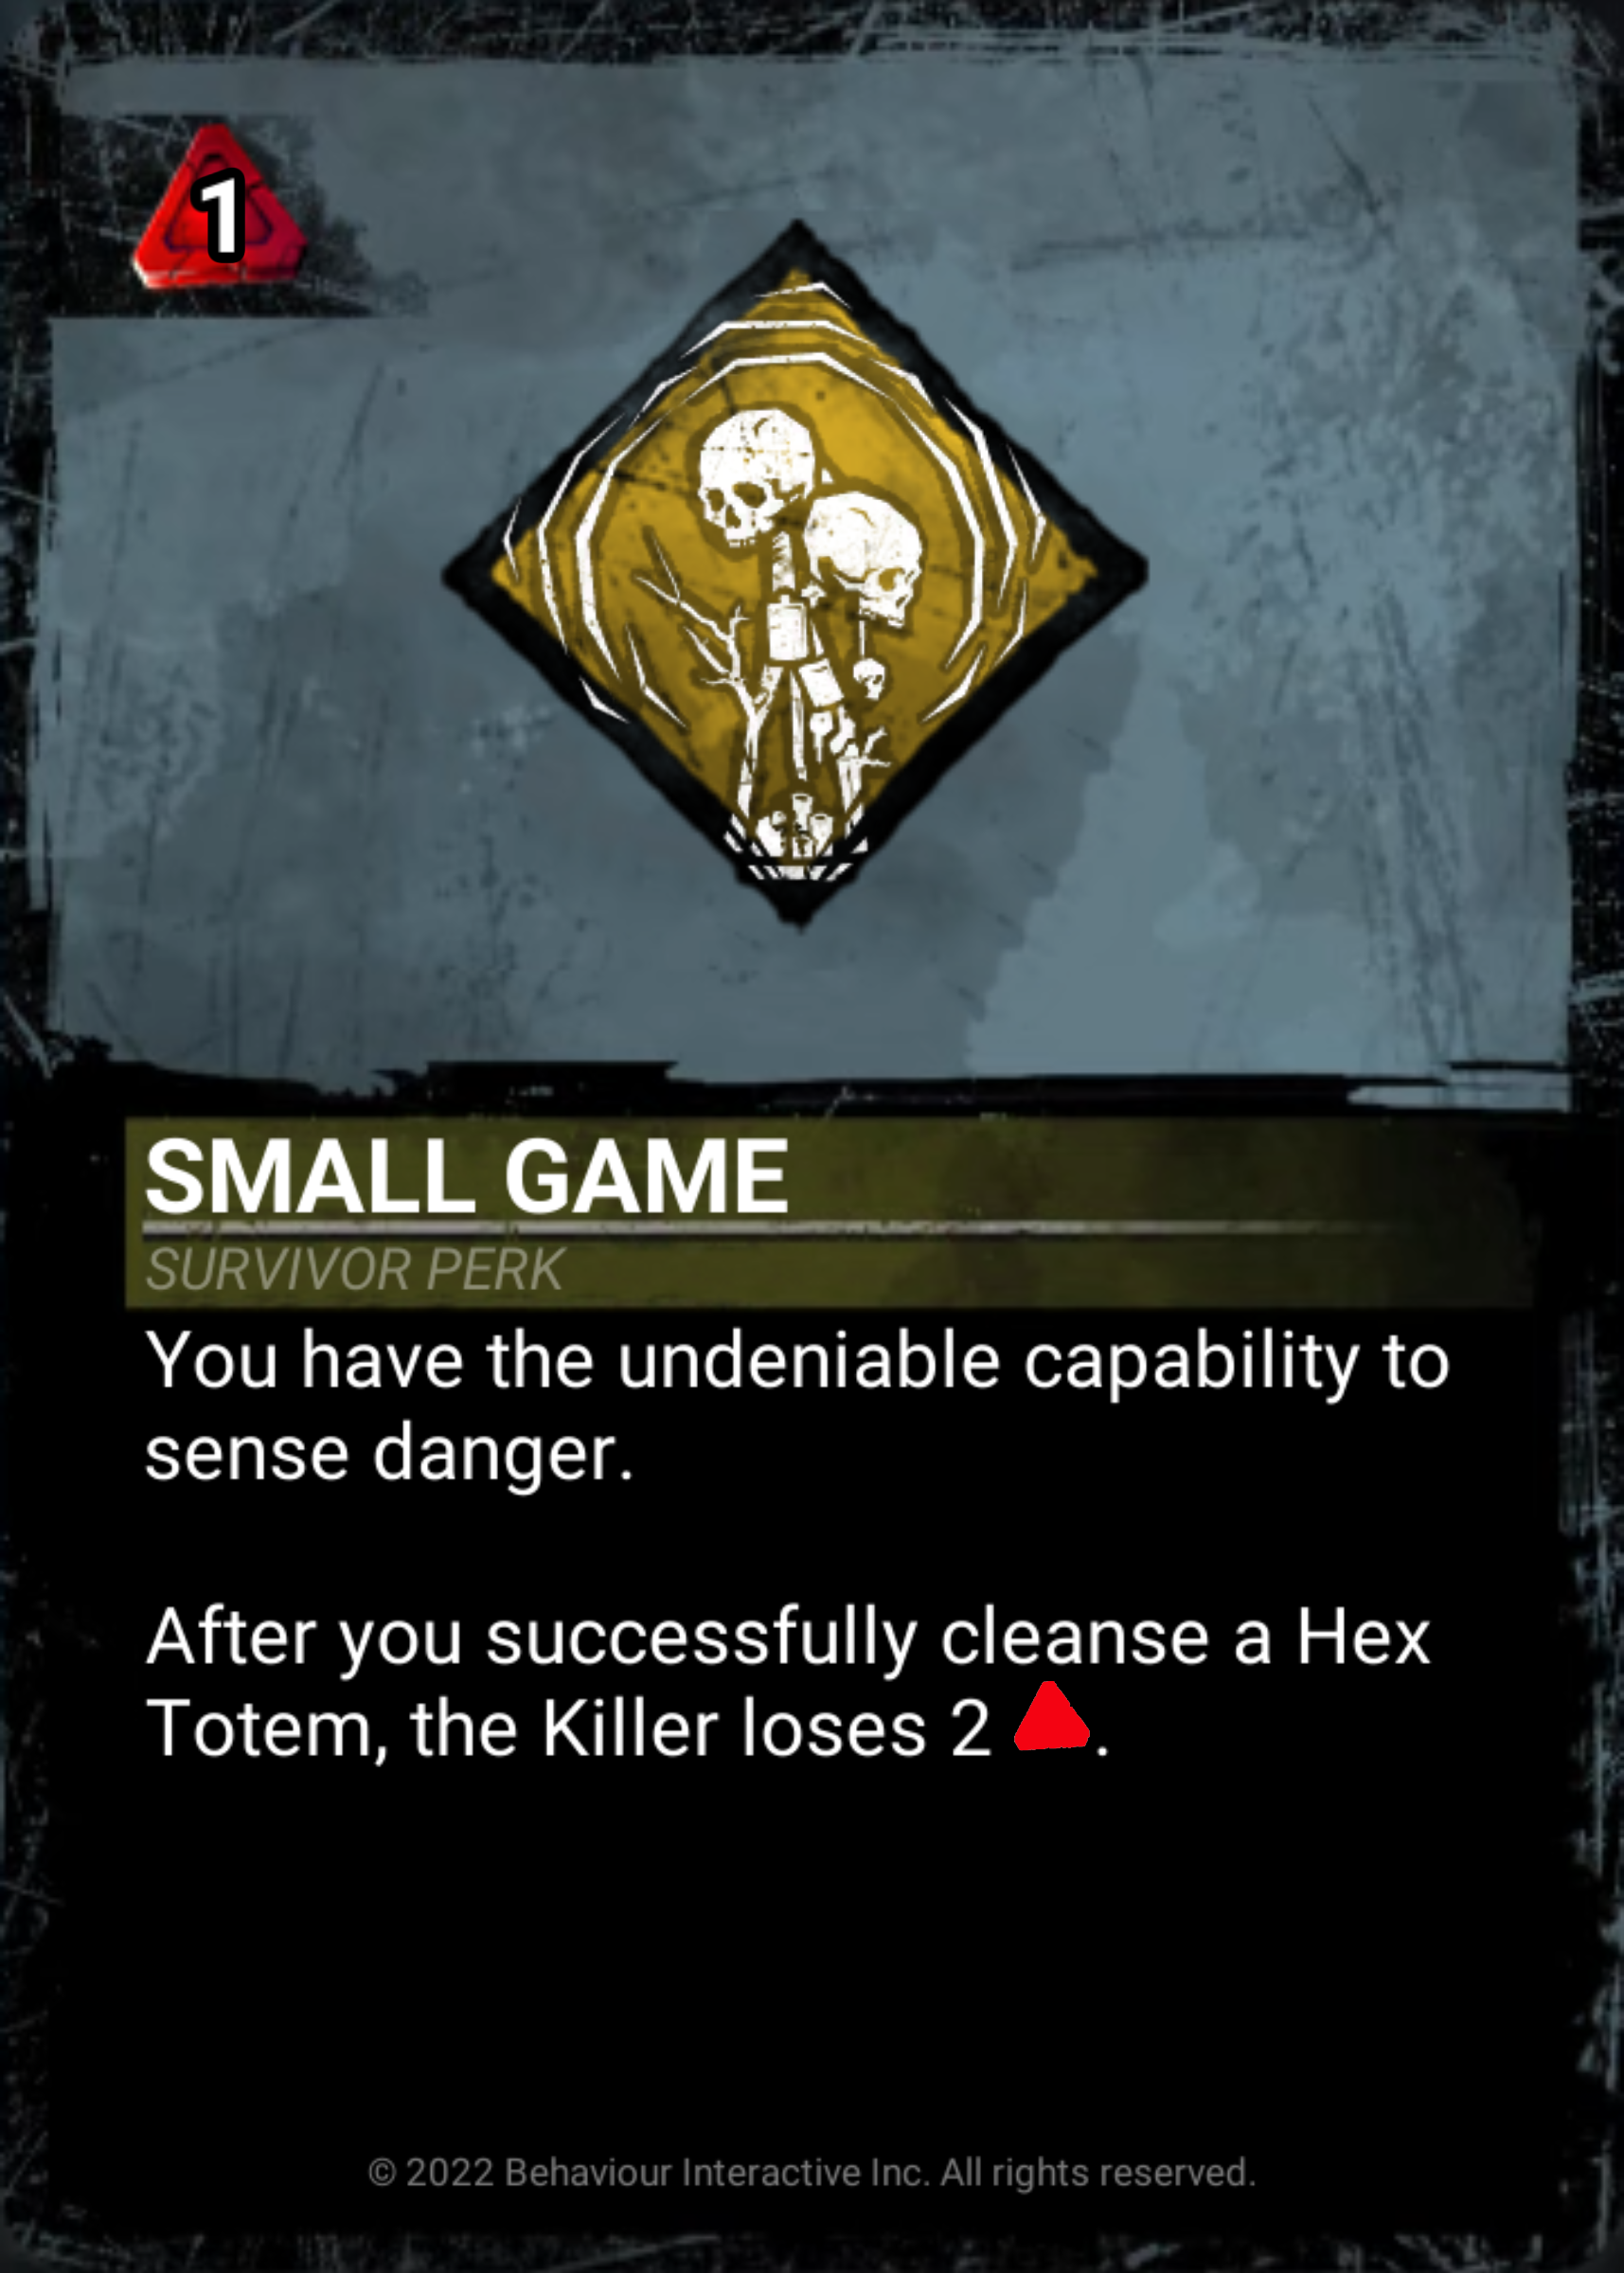 1
SMALL GAME
SURVIVOR PERK
You have the undeniable capability to
sense danger.
After you successfully cleanse a Hex
Totem, the Killer loses 2 .
© 2022 Behaviour Interactive Inc. All rights reserved.